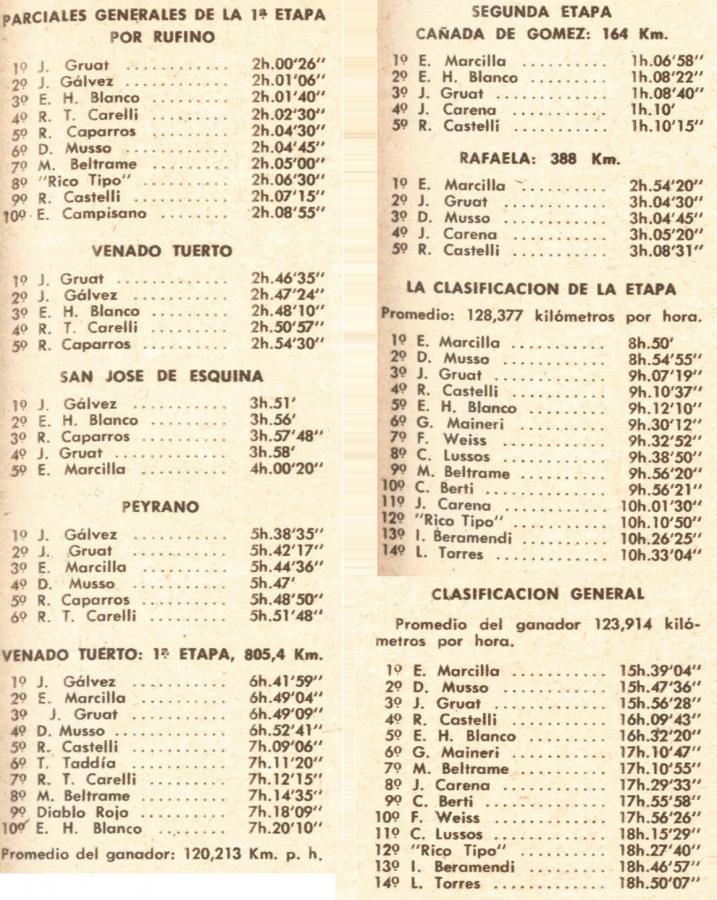 PARCIALES GENERALES DE LA 1ª ETAPA
POR RUFINO
1º J. Gruat ............ 2h.00'26"
2º J. Gálvez ............ 2h.01'06"
3º E. H. Blanco .......... 2h.01'40"
4º R. T. Carelli .......... 2h.02'30"
5º R. Caparros .......... 2h.04'30"
6º D. Musso ............ 2h.04'45"
7º M. Beltrame .......... 2h.05'00"
8º "Rico Tipo" .......... 2h.06'30"
9º R. Castelli ........... 2h.07'15"
10º E. Campisano ......... 2h.08'55"
VENADO TUERTO
1º J. Gruat ............ 2h.46'35"
2º J. Gálvez ........... 2h.47'24"
3º E. H. Blanco ......... 2h.48'10"
4º R. T. Carelli ......... 2h.50'57"
5º R. Caparros .......... 2h.54'30"
SAN JOSE DE ESQUINA
1º J. Gálvez ........... 3h.51'
2º E. H. Blanco ......... 3h.56'
3º R. Caparros .......... 3h.57'48"
4º J. Gruat ............ 3h.58'
5º E. Marcilla .......... 4h.00'20"
PEYRANO
1º J. Gálvez ........... 5h.38'35"
2º J. Gruat ........... 5h.42'17"
3º E. Marcilla .......... 5h.44'36"
4º D. Musso ........... 5h.47'
5º R. Caparros .......... 5h.48'50"
6º R. T. Carelli ......... 5h.51'48"
VENADO TUERTO: 1ª ETAPA, 805,4 Km.
1º J. Gálvez ........... 6h.41'59"
2º E. Marcilla .......... 6h.49'04"
3º J. Gruat ........... 6h.49'09"
4º D. Musso ............ 6h.52'41"
5º R. Castelli ........... 7h.09'06"
6º T. Taddía ........... 7h.11'20"
7º R. T. Carelli ......... 7h.12'15"
8º M. Beltrame .......... 7h.14'35"
9º Diablo Rojo .......... 7h.18'09"
10º E. H. Blanco ......... 7h.20'10"
Promedio del ganador: 120,213 Km. p. h.
SEGUNDA ETAPA
CAÑADA DE GOMEZ: 164 Km.
1º E. Marcilla .......... 1h.06'58"
2º E. H. Blanco ......... 1h.08'22"
3º J. Gruat ............ 1h.08'40"
4º J. Carena ........... 1h.10'
5º R. Castelli ........... 1h.10'15"
RAFAELA: 388 Km.
1º E. Marcilla .......... 2h.54'20"
2º J. Gruat ............ 3h.04'30"
3º D. Musso ........... 3h.04'45"
4º J. Carena ........... 3h.05'20"
5º R. Castelli .......... 3h.08'31"
LA CLASIFICACION DE LA ETAPA
Promedio: 128,377 kilómetros por hora.
1º E. Marcilla .......... 8h.50'
2º D. Musso ........... 8h.54'55"
3º J. Gruat ............ 9h.07'19"
4º R. Castelli ........... 9h.10'37"
5º E. H. Blanco ......... 9h.12'10"
6º G. Maineri .......... 9h.30'12"
7º F. Weiss ............ 9h.32'52"
8º C. Lussos ........... 9h.38'50"
9º M. Beltrame .......... 9h.56'20"
10º C. Berti ............ 9h.56'21"
11º J. Carena ........... 10h.01'30"
12º "Rico Tipo" .......... 10h.10'50"
13º I. Beramendi ......... 10h.26'25"
14º L. Torres ........... 10h.33'04"
CLASIFICACION GENERAL
Promedio del ganador 123,914 kiló-
metros por hora.
1º E. Marcilla .......... 15h.39'04"
2º D. Musso ............ 15h.47'36"
3º J. Gruat ............ 15h.56'28"
4º R. Castelli ........... 16h.09'43"
5º E. H. Blanco ......... 16h.32'20"
6º G. Maineri .......... 17h.10'47"
7º M. Beltrame .......... 17h.10'55"
8º J. Carena ........... 17h.29'33"
9º C. Berti ............ 17h.55'58"
10º F. Weiss ............ 17h.56'26"
11º C. Lussos ........... 18h.15'29"
12º "Rico Tipo" .......... 18h.27'40"
13º I. Beramendi ......... 18h.46'57"
14º L. Torres ............ 18h.50'07"